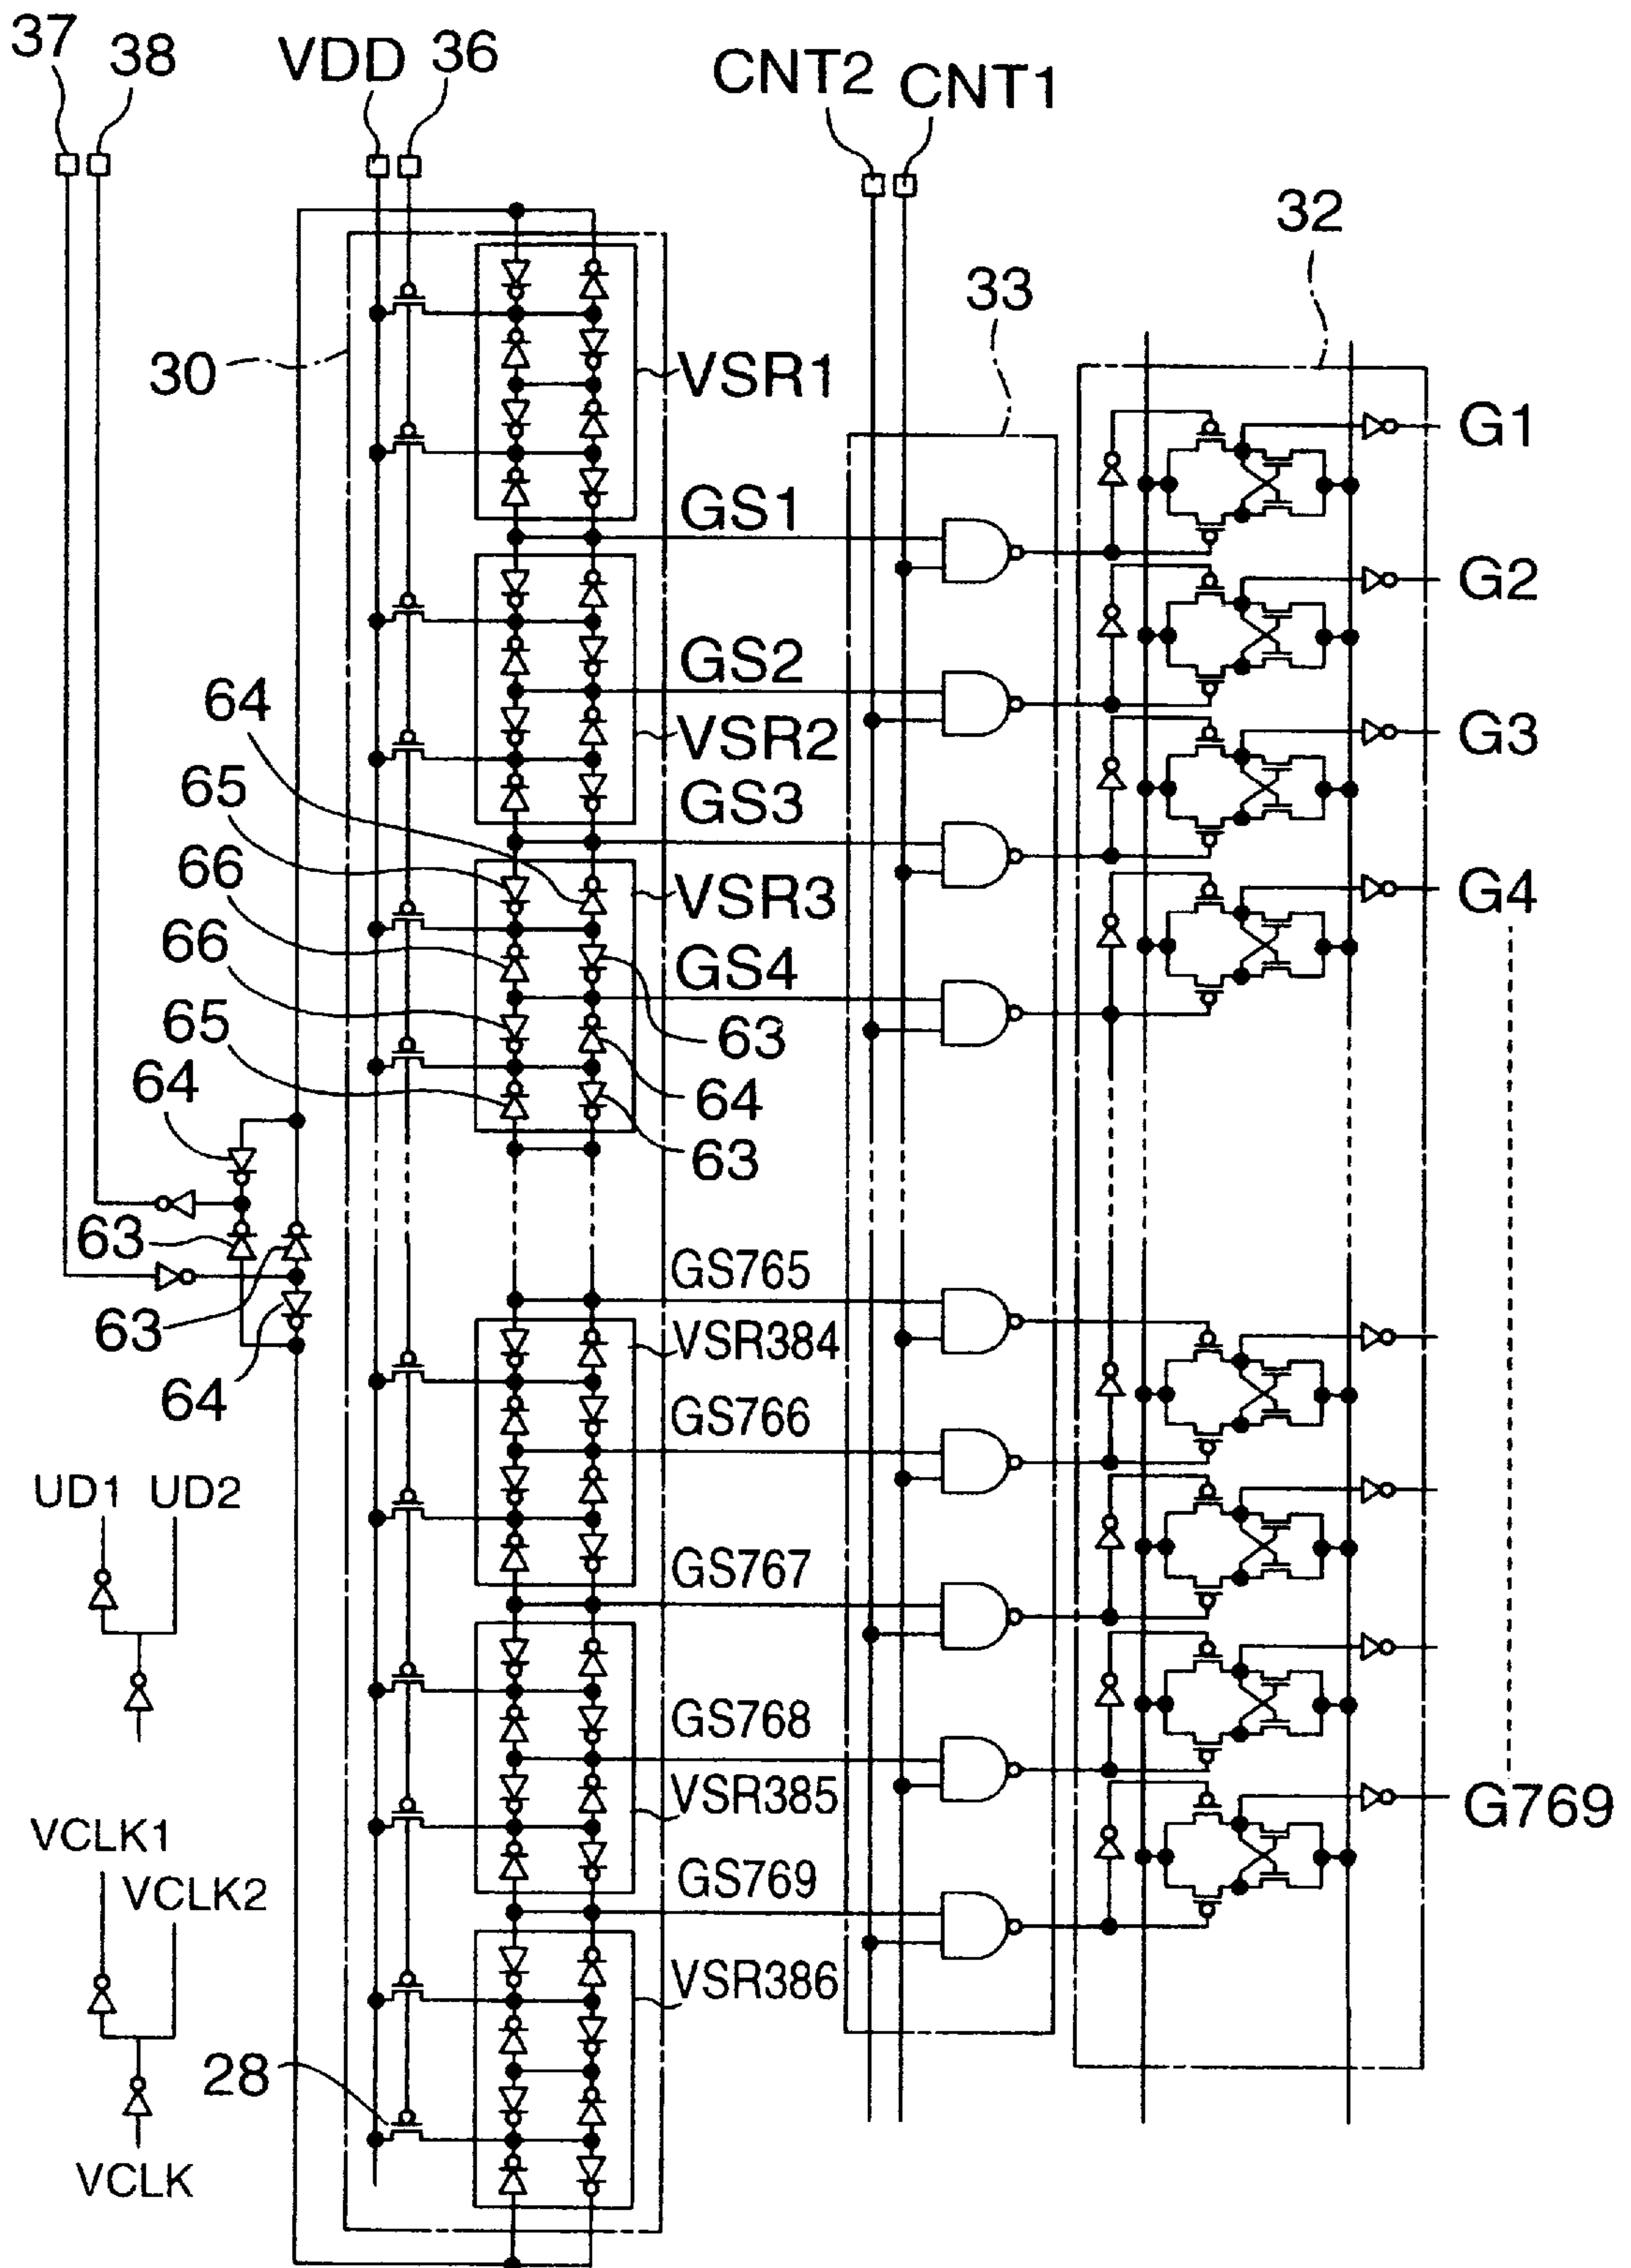 37
38
VDD
36
CNT2
CNT1
32
33
30
VSR1
G1
GS1
G2
GS2
64
VSR2
G3
65
GS3
66
VSR3
G4
66
GS4
65
63
64
64
63
63
GS765
63
VSR384
64
GS766
UD1
UD2
GS767
GS768
VSR385
G769
VCLK1
GS769
VCLK2
VSR386
28
VCLK